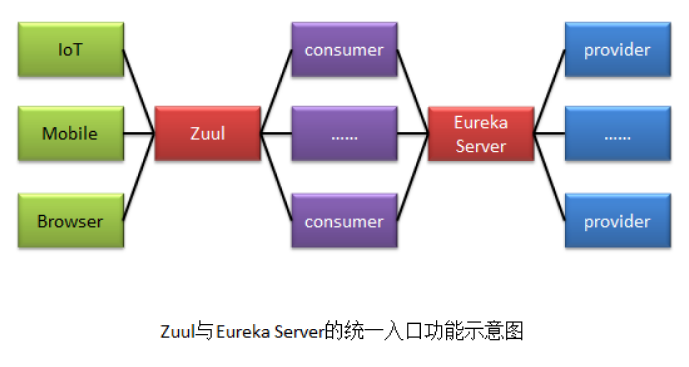 IoT
consumer
provider
Mobile
Zuul
……
Eureka
Server
……
Browser
consumer
provider
Zuul与Eureka Server的统一入口功能示意图